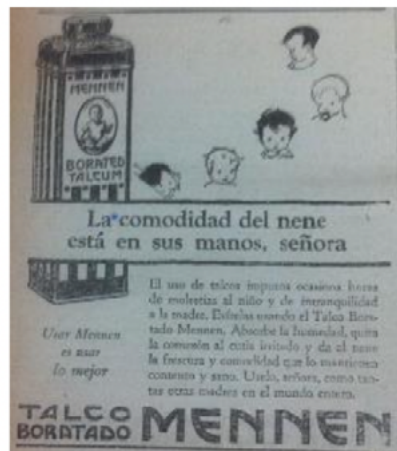 MENNEN
BORATED
TALCUM
La comodidad del nene
está en sus manos, señora
El uso de talcos impuros ocasiona horas
de molestias al niño y de intranquilidad
a la madre. Evítelas usando el Talco Bora-
tado Mennen. Absorbe la humedad, quita
la comezón al cutis irritado y da al nene
la frescura y comodidad que lo mantienen
contento y sano. Uselo, señora, como tan-
tas otras madres en el mundo entero.
Usar Mennen
es usar
lo mejor
TALCO
BORATADO
MENNEN